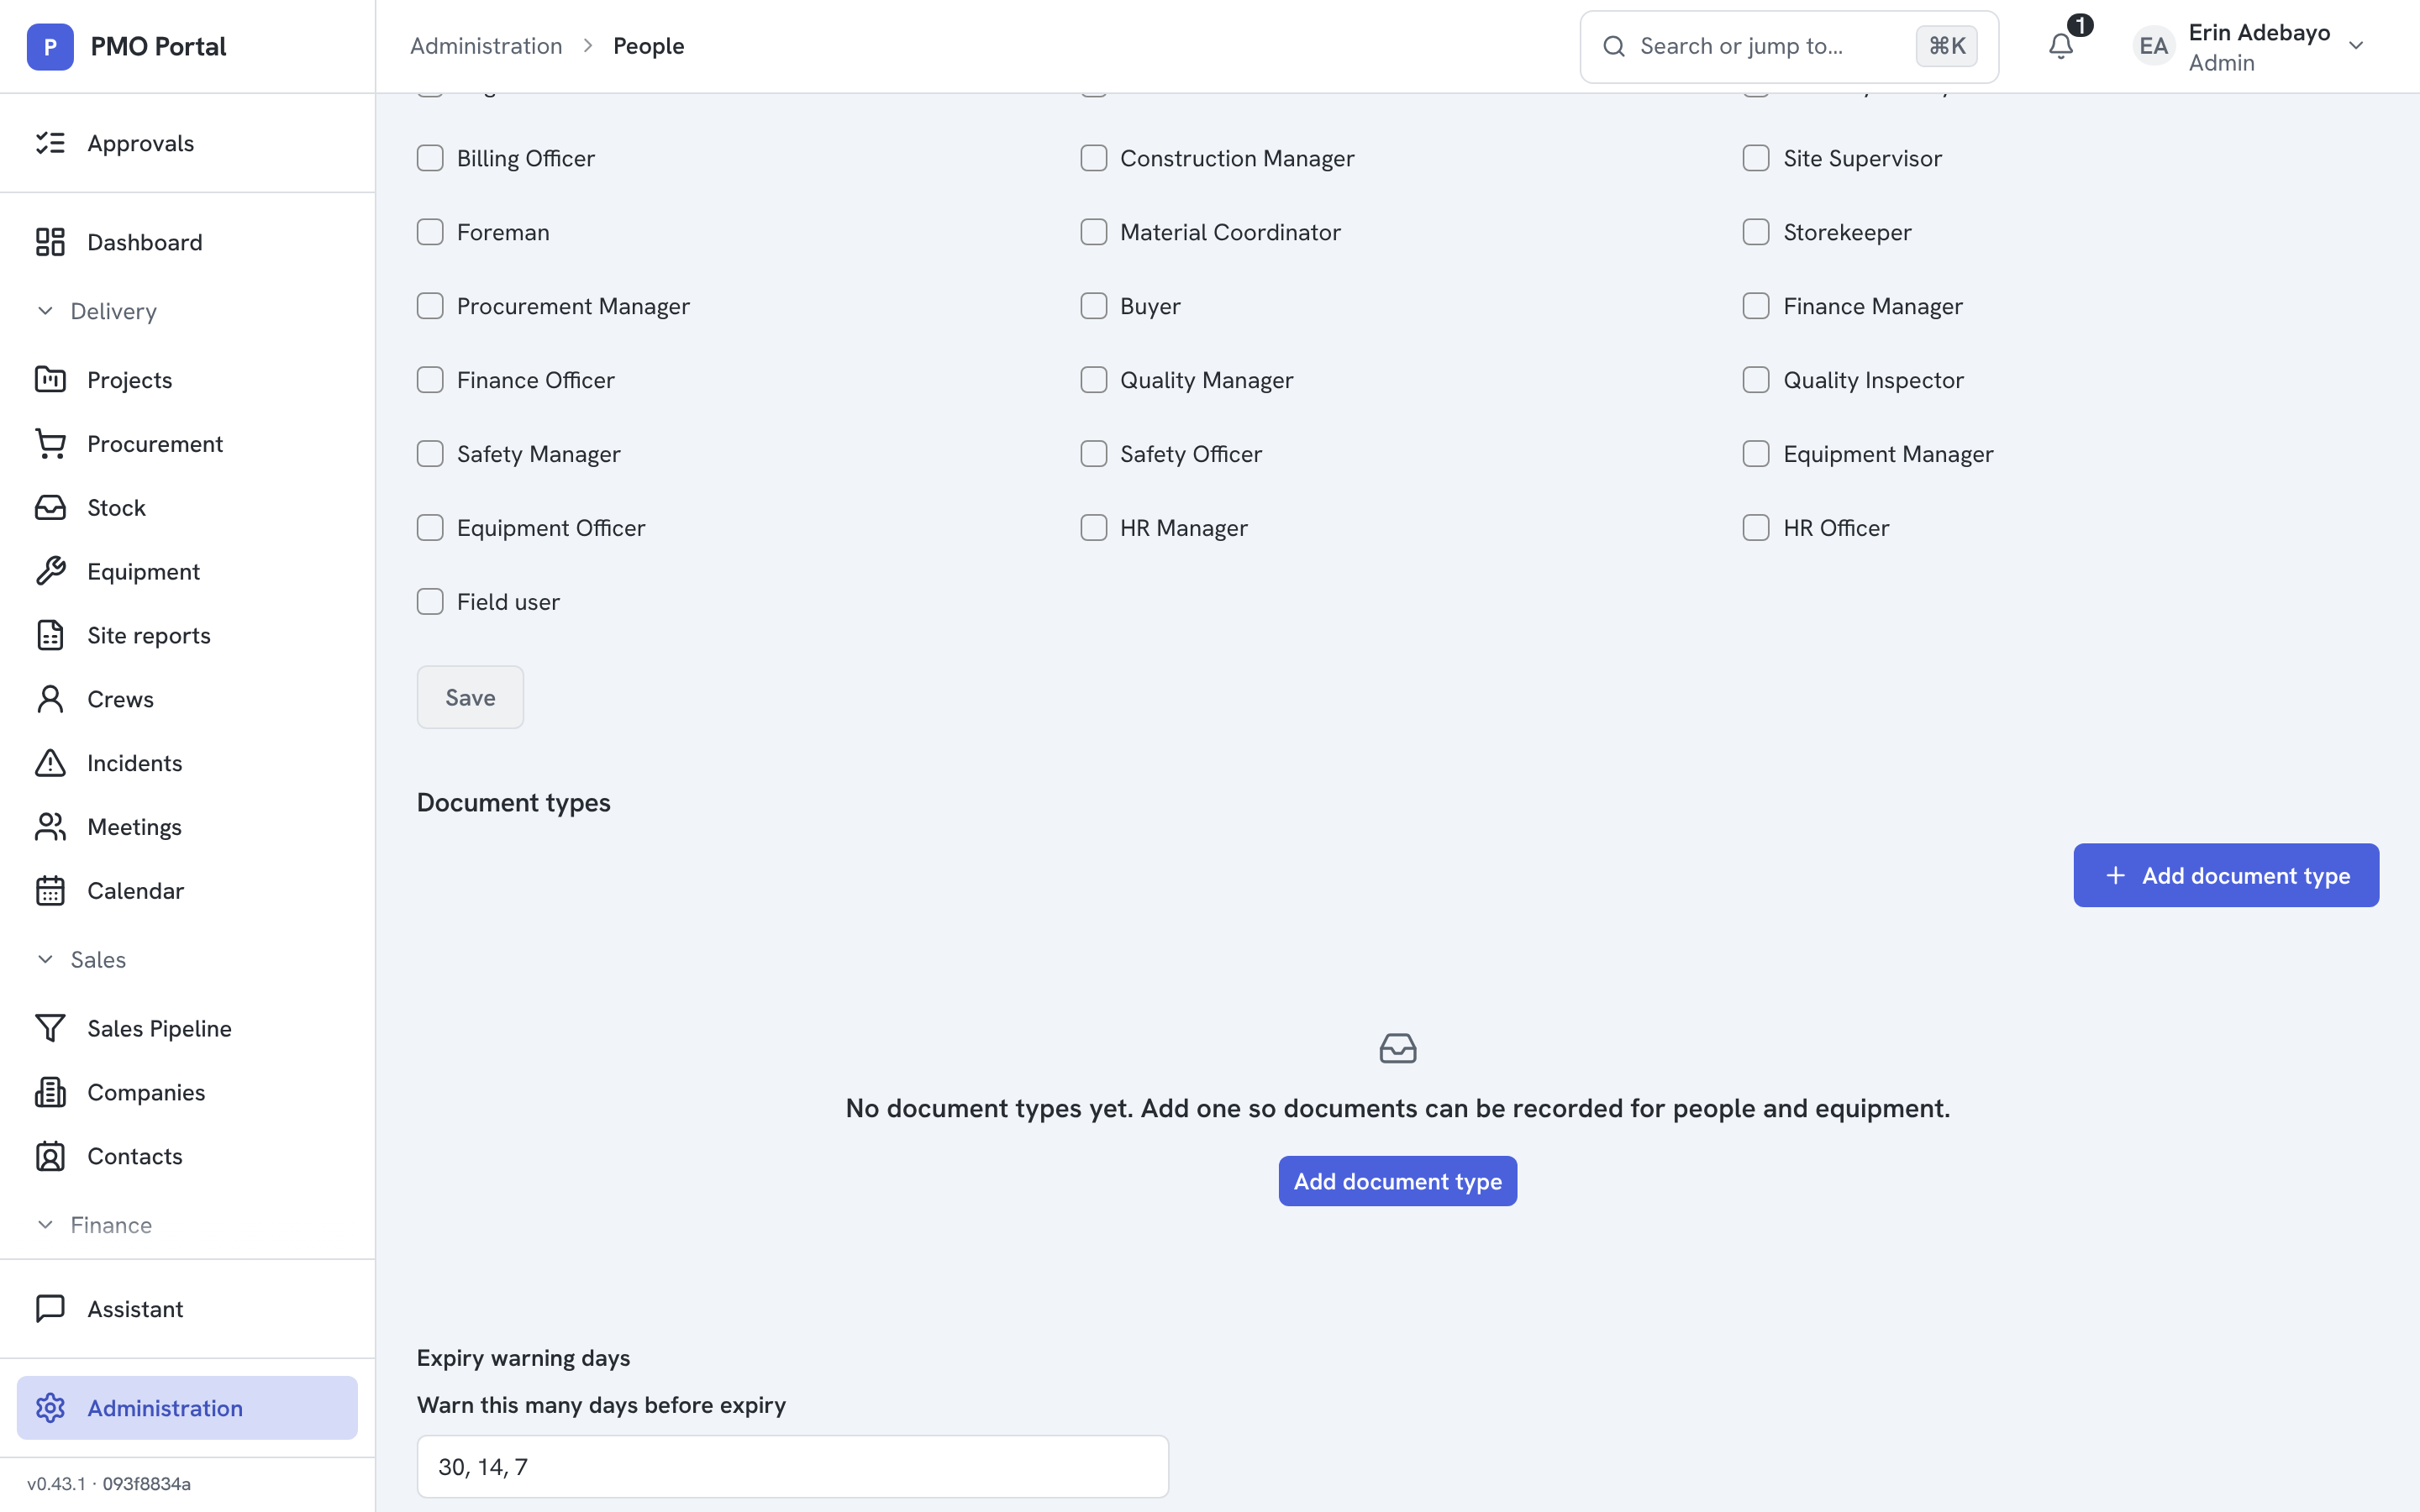 P PMO Portal
Administration > People
Search or jump to... ⌘K
1
EA Erin Adebayo
Admin
Approvals
Dashboard
Delivery
Projects
Procurement
Stock
Equipment
Site reports
Crews
Incidents
Meetings
Calendar
Sales
Sales Pipeline
Companies
Contacts
Finance
Assistant
Administration
v0.43.1 · 093f8834a
Billing Officer Construction Manager Site Supervisor
Foreman Material Coordinator Storekeeper
Procurement Manager Buyer Finance Manager
Finance Officer Quality Manager Quality Inspector
Safety Manager Safety Officer Equipment Manager
Equipment Officer HR Manager HR Officer
Field user
Save
Document types
+ Add document type
No document types yet. Add one so documents can be recorded for people and equipment.
Add document type
Expiry warning days
Warn this many days before expiry
30, 14, 7